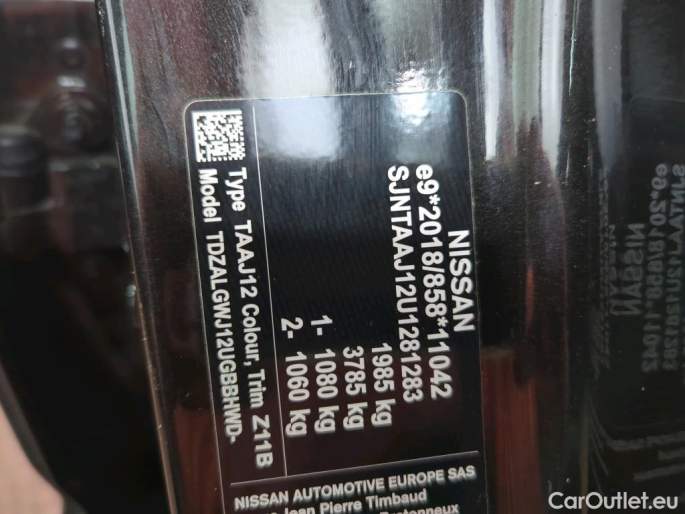 NISSAN
e9*2018/858*11042
SJNTAAJ12U1281283
1985 kg
3785 kg
1- 1080 kg
2- 1060 kg
Type TAAJ12 Colour, Trim Z11B
Model TDZALGWJ12UGBBHWD-
NISSAN AUTOMOTIVE EUROPE SAS
Jean Pierre Timbaud
CarOutlet.eu